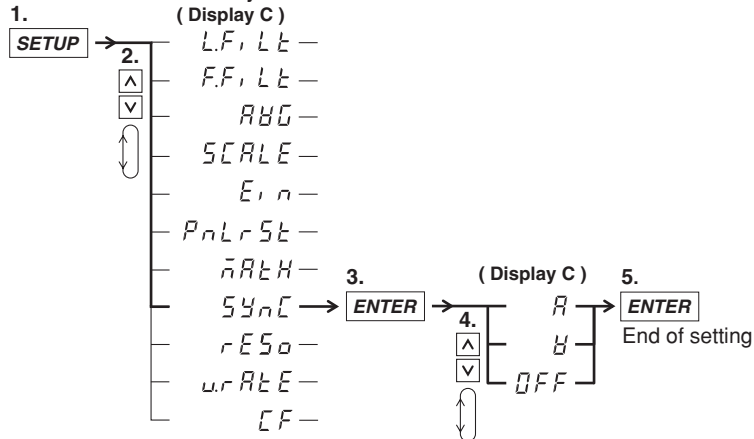 1.
( Display C )
SETUP
2.
L.FiLt
F.FiLt
AVG
SCALE
Ein
PnLrSt
MAtH
3.
( Display C )
5.
SYnC
ENTER
A
ENTER
4.
V
End of setting
rESo
OFF
u.rAtE
CF